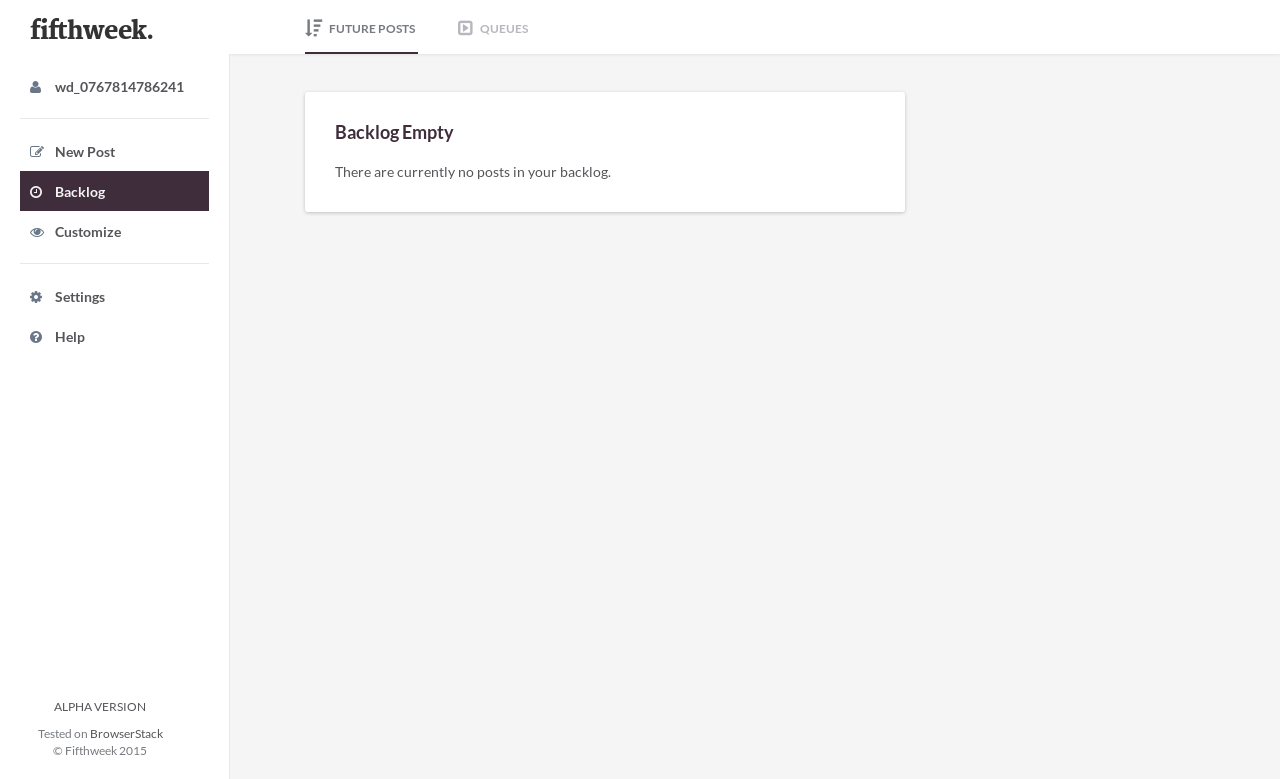 fifthweek.
wd_0767814786241
New Post
Backlog
Customize
Settings
Help
ALPHA VERSION
Tested on BrowserStack
© Fifthweek 2015
FUTURE POSTS
QUEUES
Backlog Empty
There are currently no posts in your backlog.